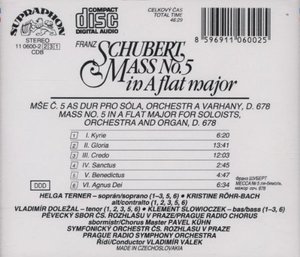 SUPRAPHON
STEREO
11 0600-2 231
CDB
COMPACT
disc
DIGITAL AUDIO
CELKOVÝ ČAS
TOTAL TIME
46:29
8 596911 060025
FRANZ
SCHUBERT,
MASS No. 5
in A flat major
MŠE Č. 5 AS DUR PRO SÓLA, ORCHESTR A VARHANY, D. 678
MASS NO. 5 IN A FLAT MAJOR FOR SOLOISTS,
ORCHESTRA AND ORGAN, D. 678
I. Kyrie 6:20
II. Gloria 13:41
III. Credo 12:03
IV. Sanctus 2:45
V. Benedictus 4:20
DDD
VI. Agnus Dei 6:34
HELGA TERNER – soprán/soprano (1–3, 5, 6) • KRISTINE RÖHR-BACH
alt/contralto (1, 2, 3, 5, 6)
VLADIMÍR DOLEŽAL – tenor (1, 2, 3, 5, 6) • KLEMENT SLOWIOCZEK – bas/bass (1–3, 6)
PĚVECKÝ SBOR ČS. ROZHLASU V PRAZE/PRAGUE RADIO CHORUS
sbormistr/Chorus Master PAVEL KÜHN
SYMFONICKÝ ORCHESTR ČS. ROZHLASU V PRAZE
PRAGUE RADIO SYMPHONY ORCHESTRA
Řídí/Conductor VLADIMÍR VÁLEK
MADE IN CZECHOSLOVAKIA